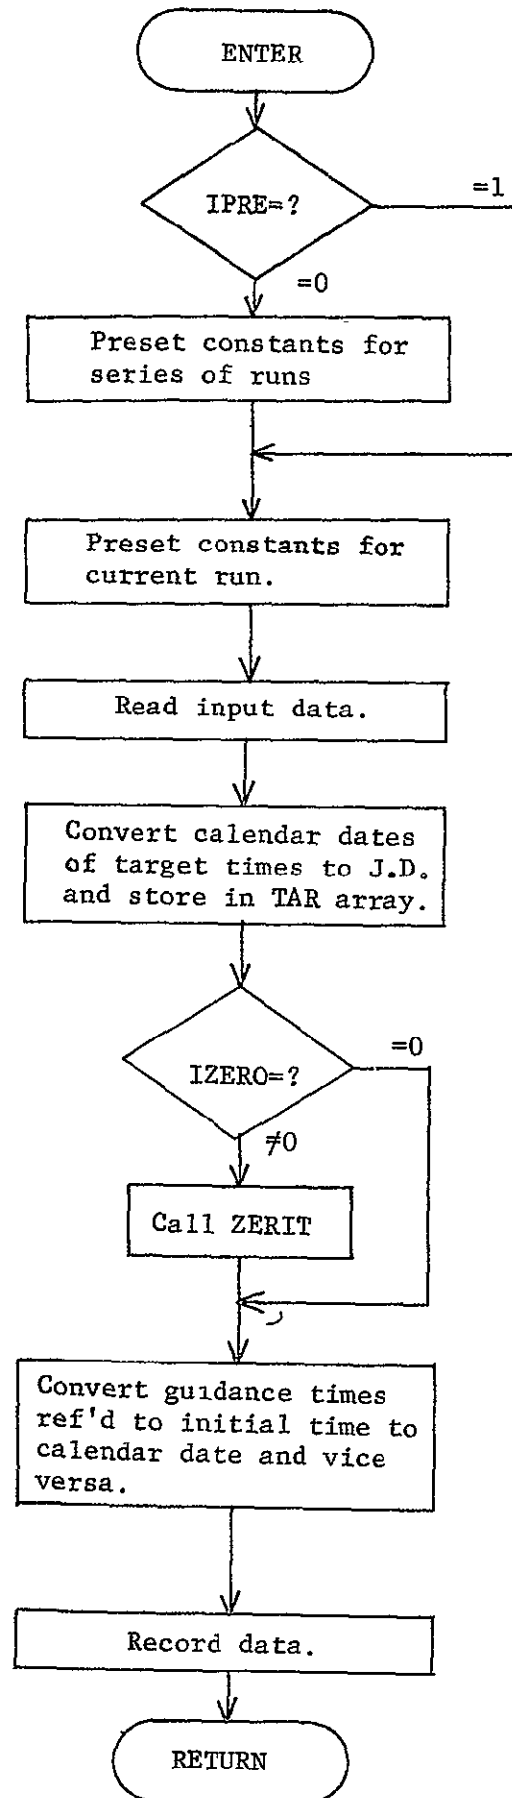 ENTER
IPRE=?
=1
=0
Preset constants for
series of runs
Preset constants for
current run.
Read input data.
Convert calendar dates
of target times to J.D.
and store in TAR array.
IZERO=?
=0
≠0
Call ZERIT
Convert guidance times
ref'd to initial time to
calendar date and vice
versa.
Record data.
RETURN